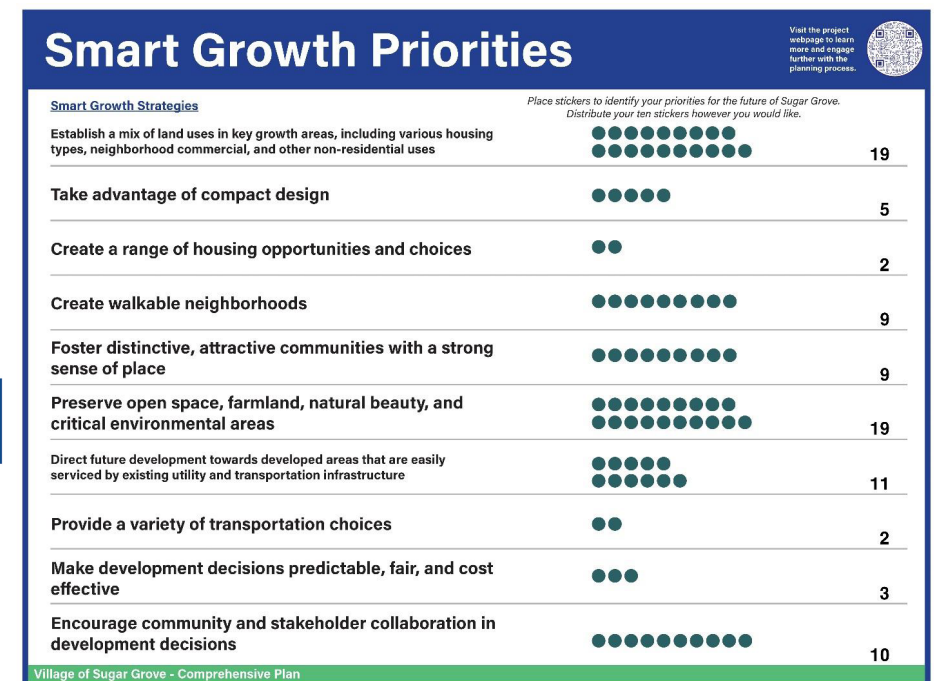 Smart Growth Priorities
Visit the project
webpage to learn
more and engage
further with the
planning process.
Smart Growth Strategies
Place stickers to identify your priorities for the future of Sugar Grove.
Distribute your ten stickers however you would like.
Establish a mix of land uses in key growth areas, including various housing
types, neighborhood commercial, and other non-residential uses
19
Take advantage of compact design
5
Create a range of housing opportunities and choices
2
Create walkable neighborhoods
9
Foster distinctive, attractive communities with a strong
sense of place
9
Preserve open space, farmland, natural beauty, and
critical environmental areas
19
Direct future development towards developed areas that are easily
serviced by existing utility and transportation infrastructure
11
Provide a variety of transportation choices
2
Make development decisions predictable, fair, and cost
effective
3
Encourage community and stakeholder collaboration in
development decisions
10
Village of Sugar Grove - Comprehensive Plan